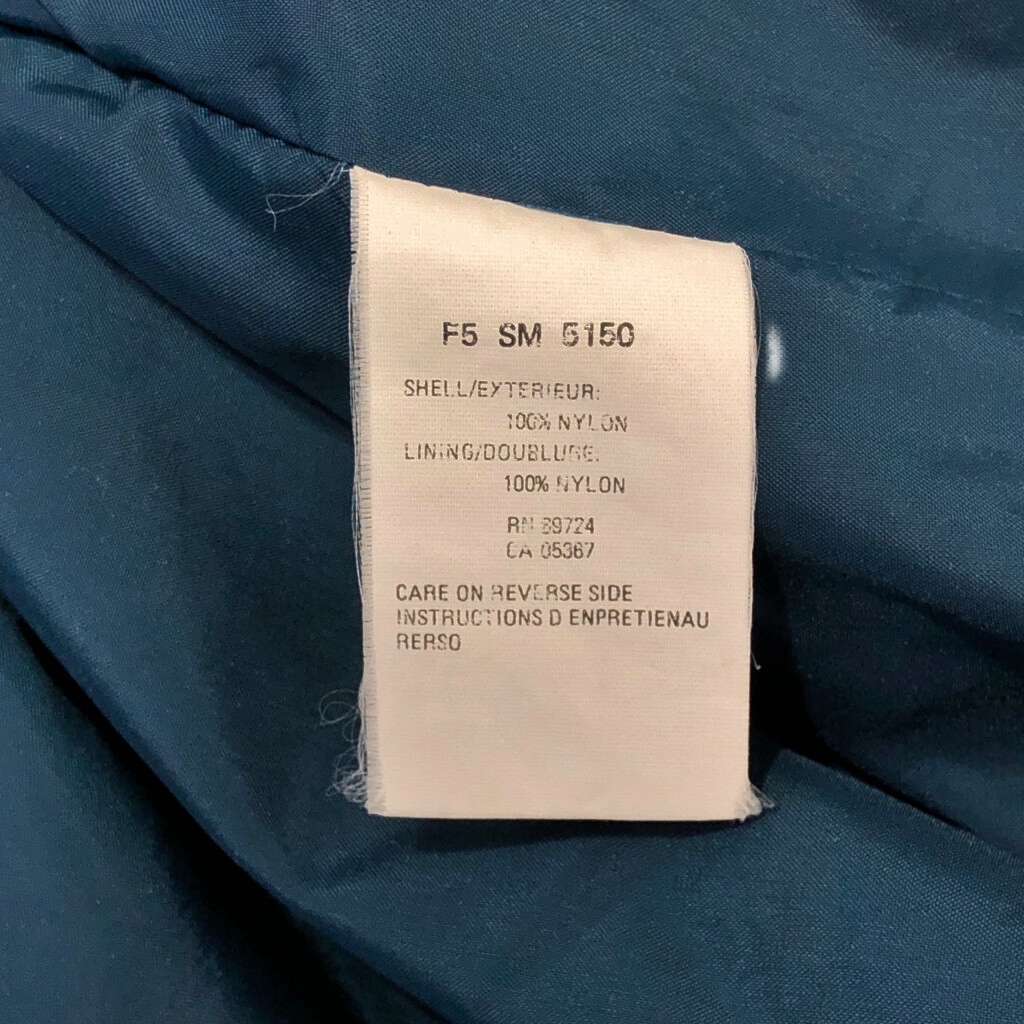 F5 SM 5150
SHELL/EXTERIEUR:
100% NYLON
LINING/DOUBLURE:
100% NYLON
RN 89724
CA 05367
CARE ON REVERSE SIDE
INSTRUCTIONS D ENPRETIENAU
RERSO